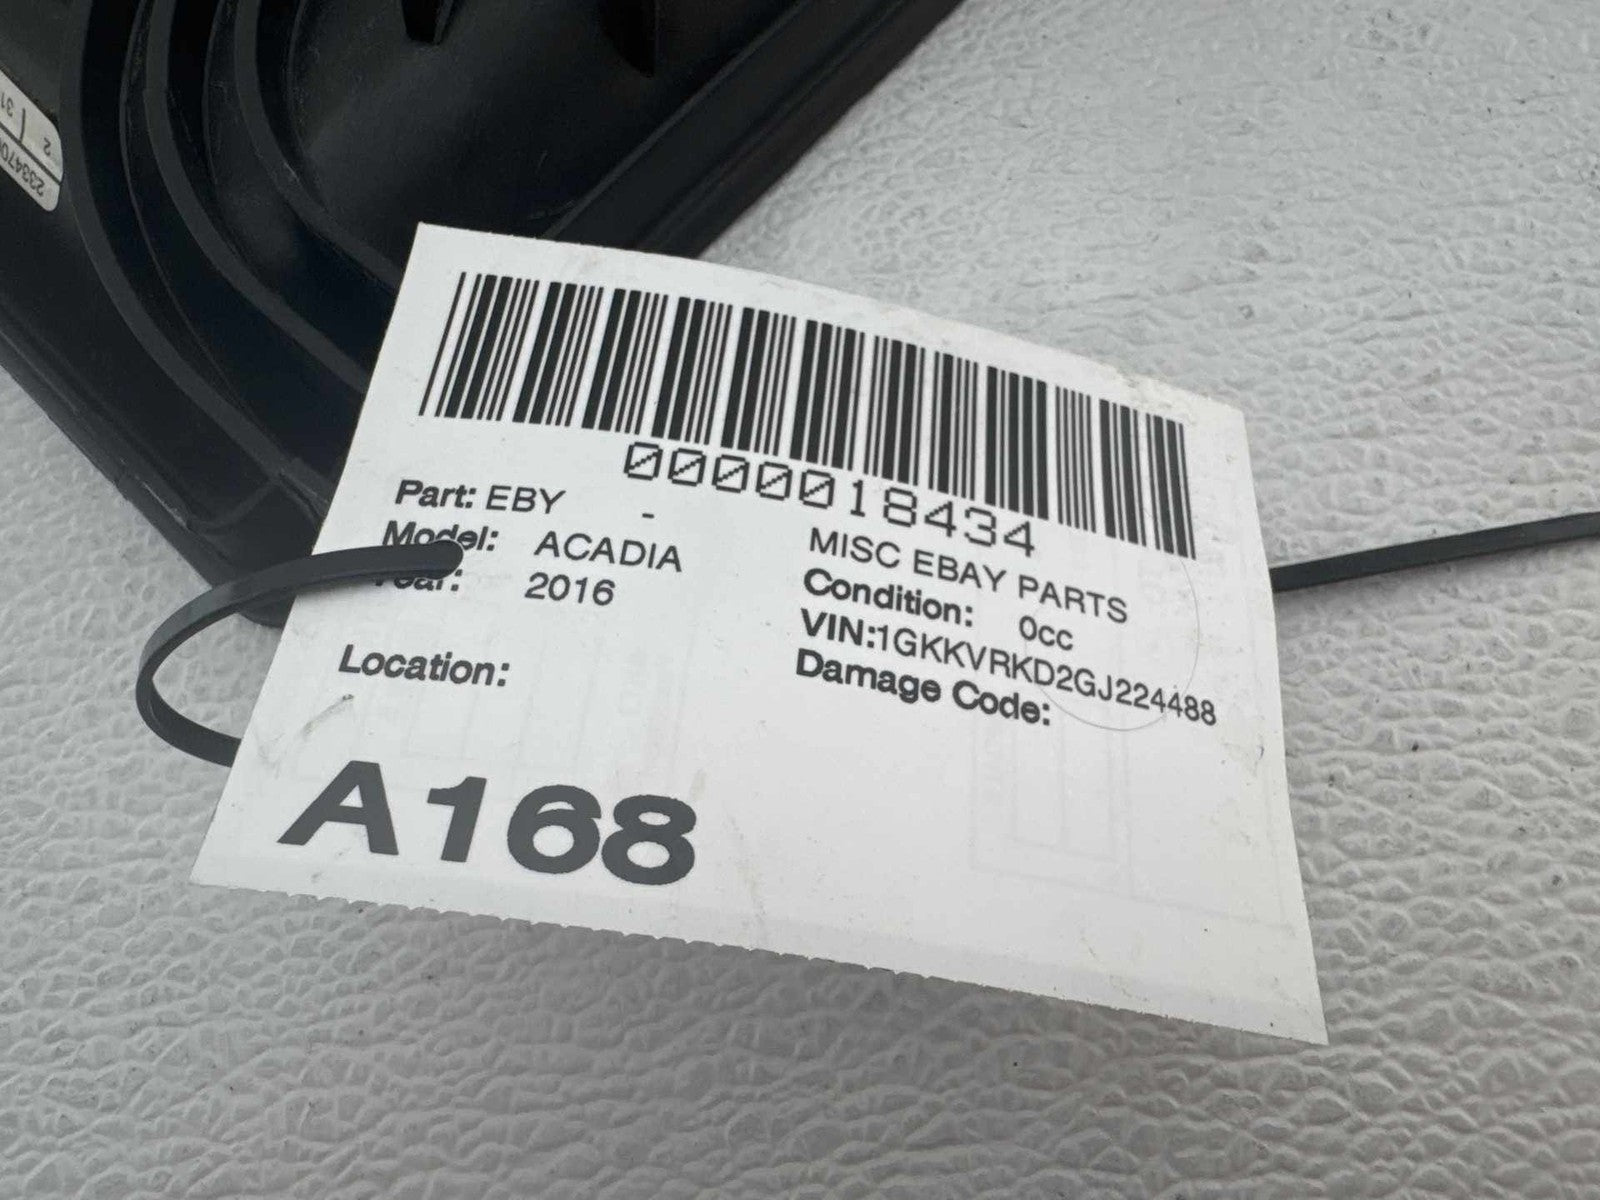 0000018434
Part: EBY -
Model: ACADIA
Year: 2016
MISC EBAY PARTS
Condition: 0cc
VIN:1GKKVRKD2GJ224488
Damage Code:
Location:
A168